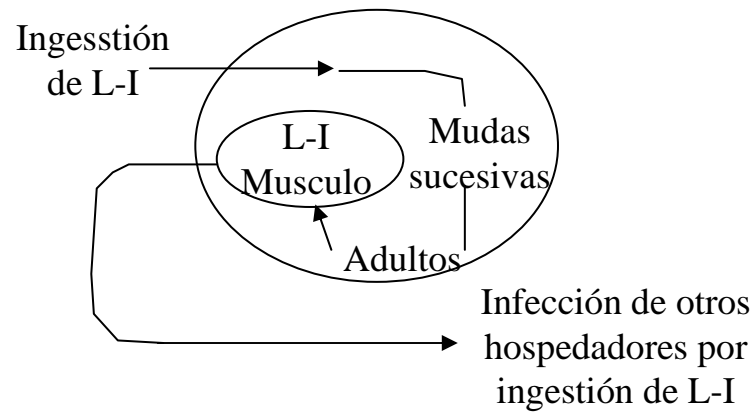 Ingesstión
de L-I
L-I
Musculo
Mudas
sucesivas
Adultos
Infección de otros
hospedadores por
ingestión de L-I